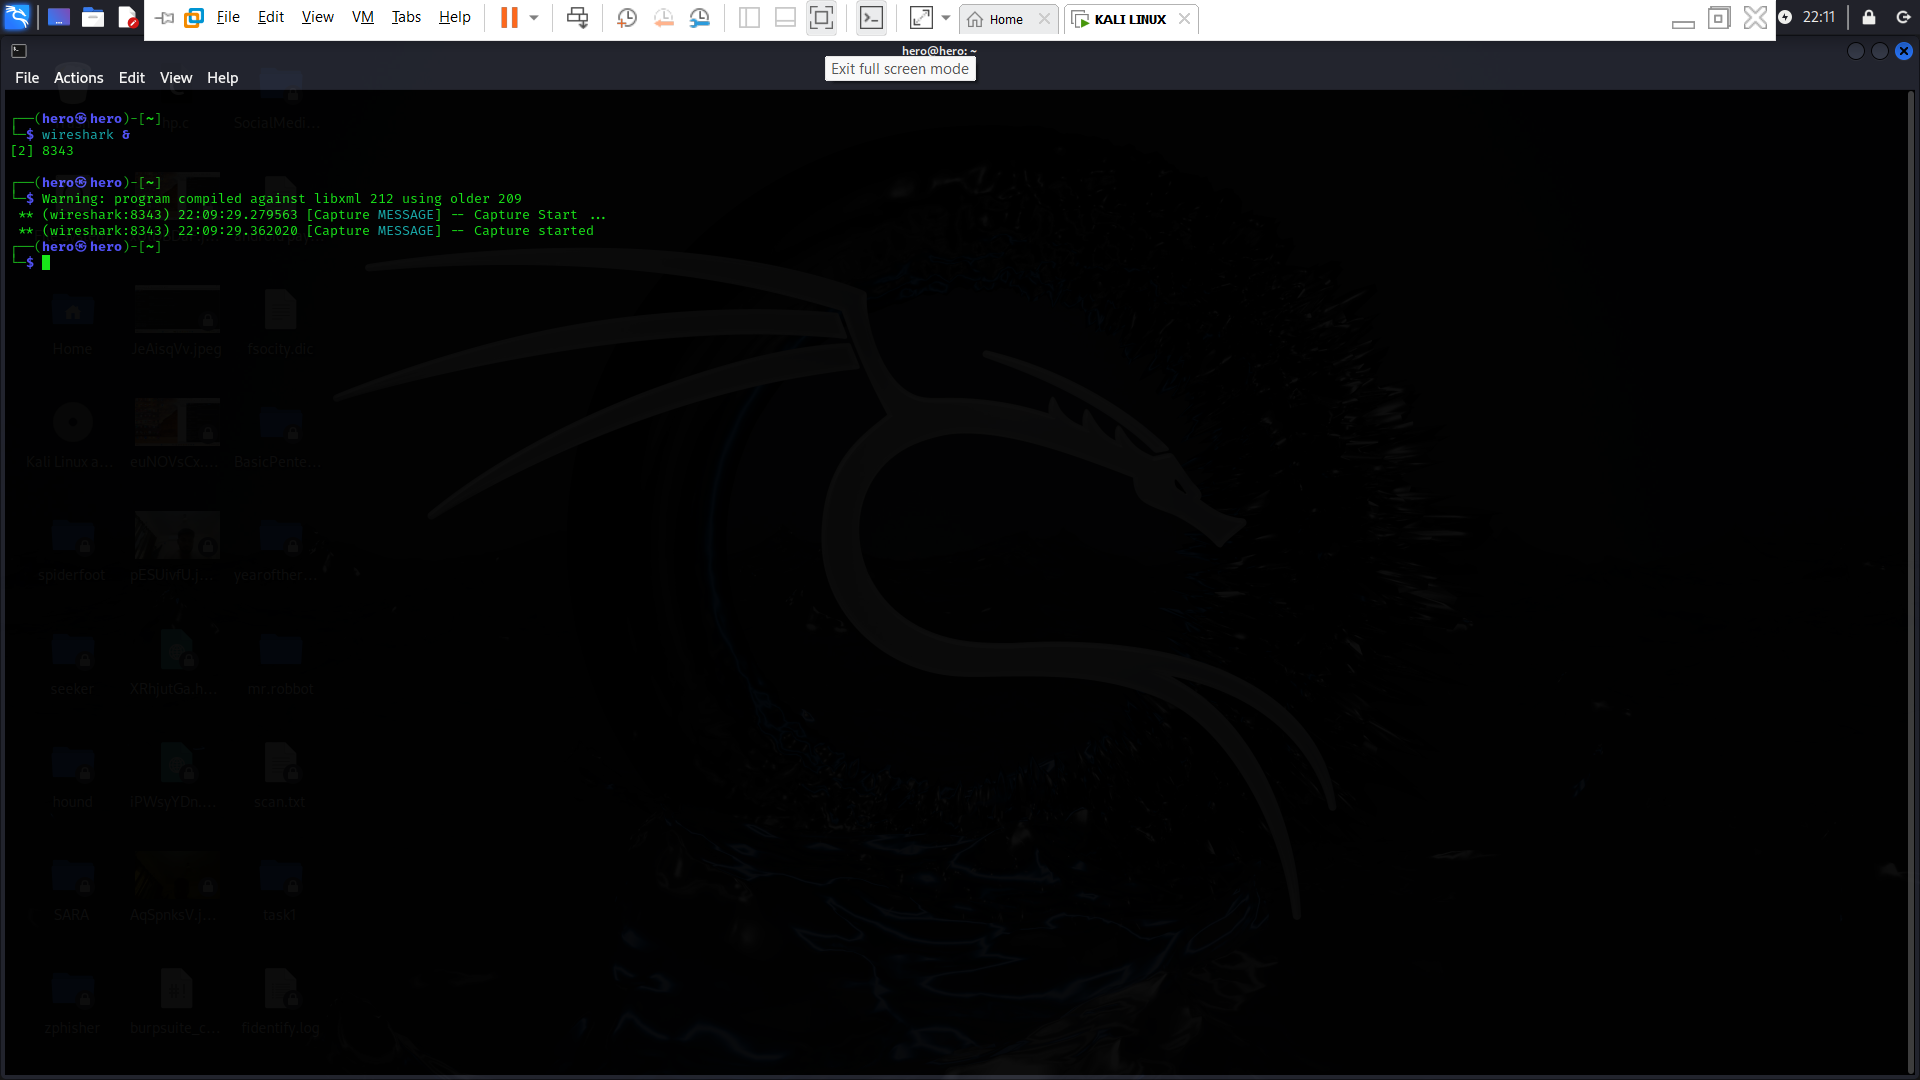 File Edit View VM Tabs Help Home KALI LINUX 22:11
hero@hero: ~
Exit full screen mode
File Actions Edit View Help
┌──(hero㉿hero)-[~]
└─$ wireshark &
[2] 8343
┌──(hero㉿hero)-[~]
└─$ Warning: program compiled against libxml 212 using older 209
** (wireshark:8343) 22:09:29.279563 [Capture MESSAGE] -- Capture Start ...
** (wireshark:8343) 22:09:29.362020 [Capture MESSAGE] -- Capture started
┌──(hero㉿hero)-[~]
└─$
SocialMedi...
Home JeAisqVv.jpeg fsocity.dic
Kali Linux a... euNOVsCx.... BasicPente...
spiderfoot pESUivfU.j... yearofther...
seeker XRhjutGa.h... mr.robbot
hound scan.txt
SARA AqSpnksV.j... task1
zphisher burpsuite_c... fidentify.log